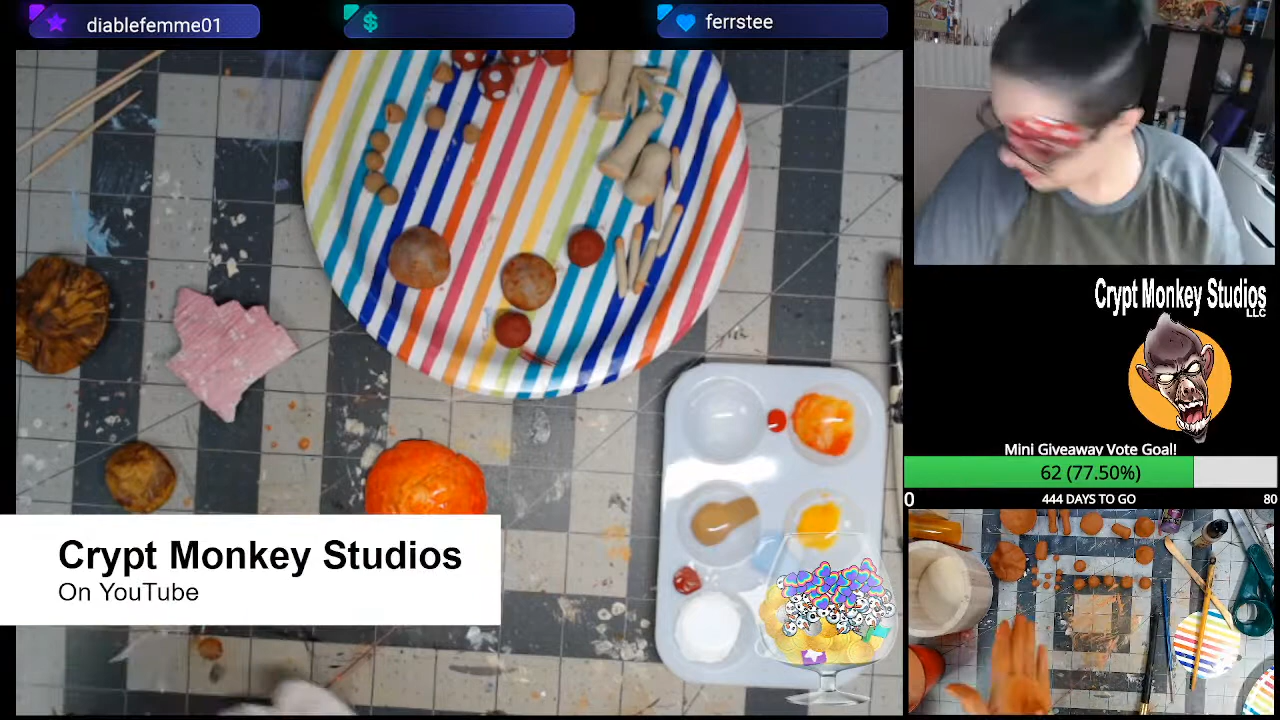 diablefemme01
$
ferrstee
Crypt Monkey Studios
LLC
Mini Giveaway Vote Goal!
62 (77.50%)
0
444 DAYS TO GO
80
Crypt Monkey Studios
On YouTube